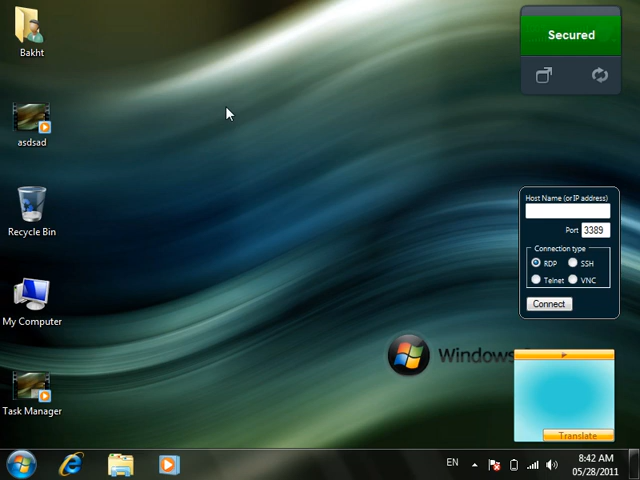 Bakht
asdsad
Recycle Bin
My Computer
Task Manager
Secured
Host Name (or IP address)
Port 3389
Connection type
RDP SSH
Telnet VNC
Connect
Windows
Translate
EN
8:42 AM
05/28/2011